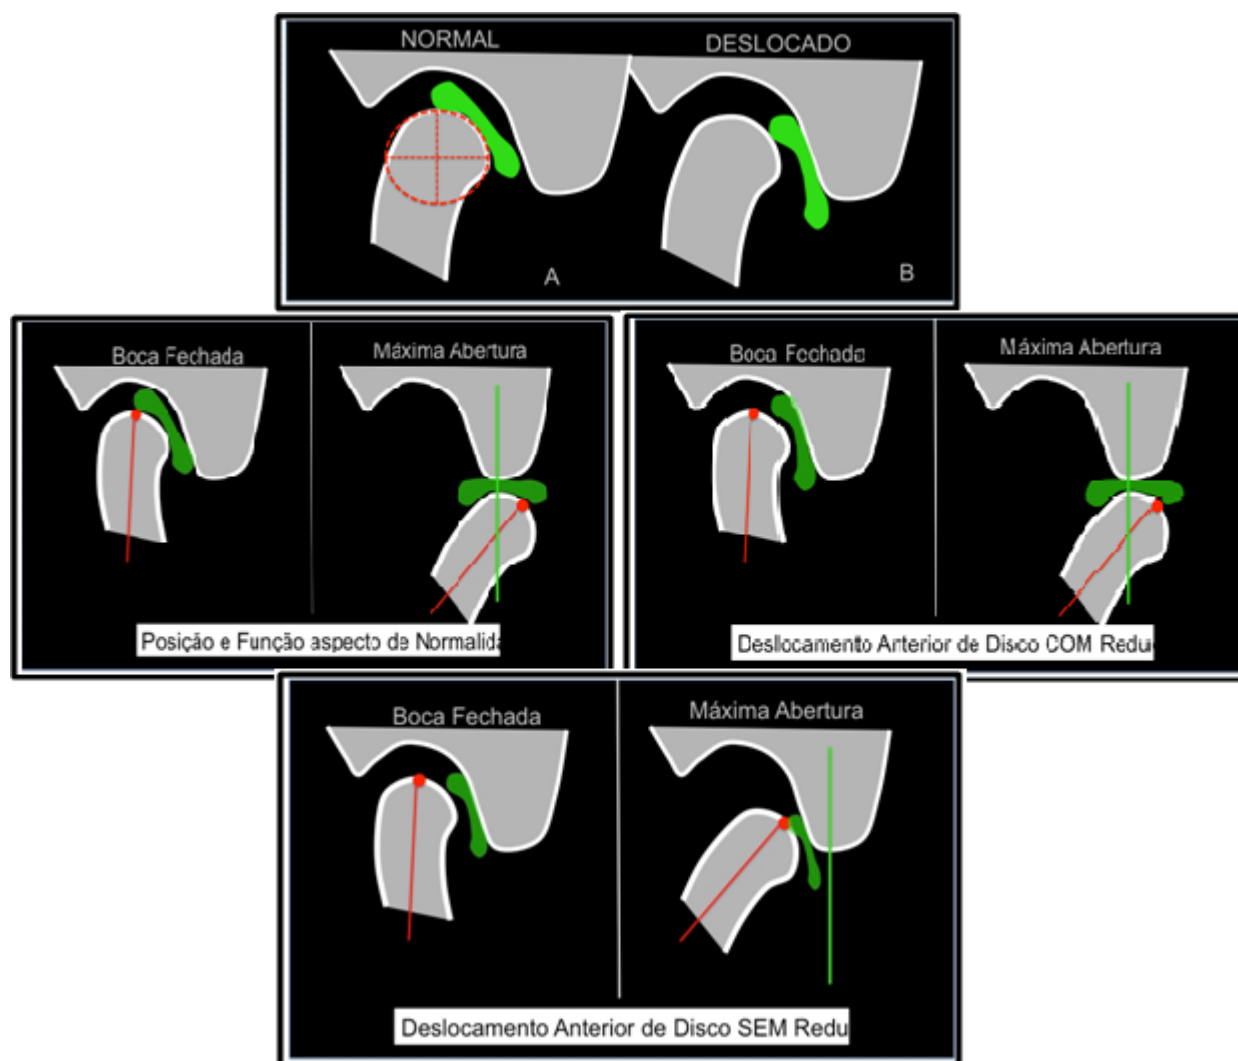 NORMAL
DESLOCADO
A
B
Boca Fechada
Máxima Abertura
Posição e Função aspecto de Normalida
Boca Fochada
Máxima Abertura
Deslocamento Anterior de Disco COM Redu
Boca Fechada
Máxima Abertura
Deslocamento Anterior de Disco SEM Redu